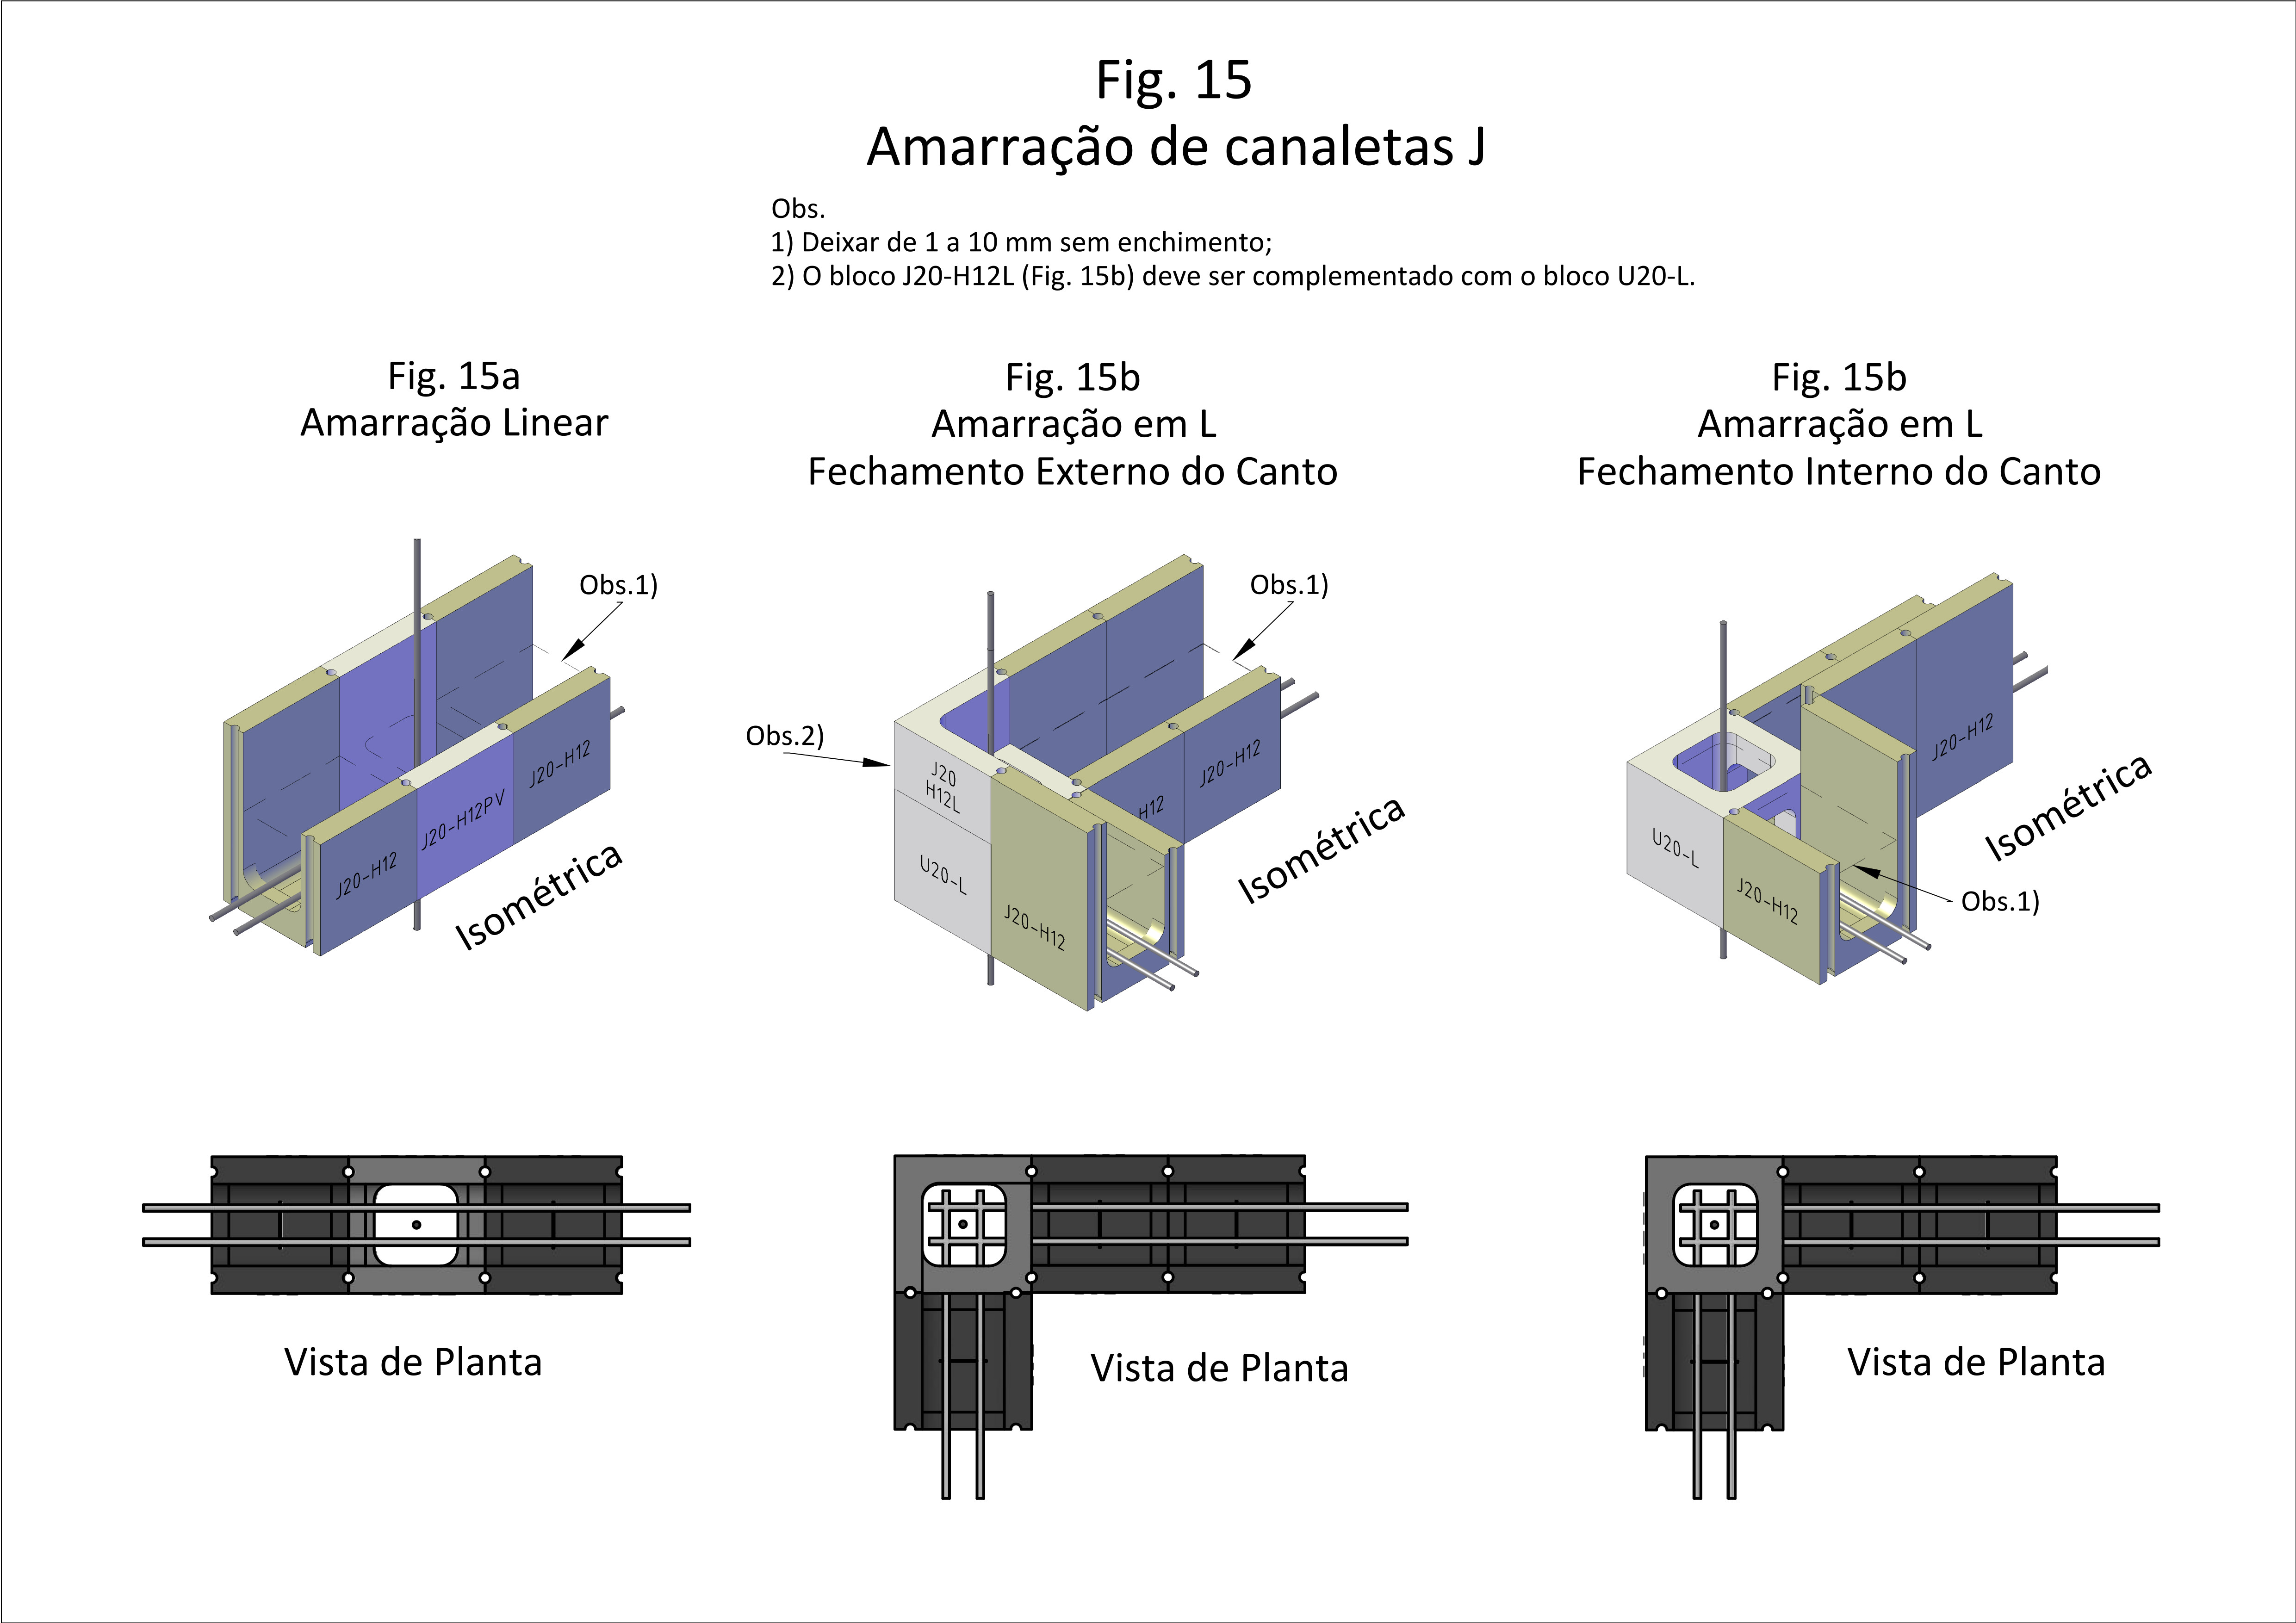 Fig. 15
Amarração de canaletas J
Obs.
1) Deixar de 1 a 10 mm sem enchimento;
2) O bloco J20-H12L (Fig. 15b) deve ser complementado com o bloco U20-L.
Fig. 15a
Amarração Linear
Obs.1)
J20-H12
J20-H12PV
J20-H12
Isométrica
Vista de Planta
Fig. 15b
Amarração em L
Fechamento Externo do Canto
Obs.1)
Obs.2)
J20
H12L
U20-L
J20-H12
H12
J20-H12
Isométrica
Vista de Planta
Fig. 15b
Amarração em L
Fechamento Interno do Canto
J20-H12
U20-L
J20-H12
Obs.1)
Isométrica
Vista de Planta